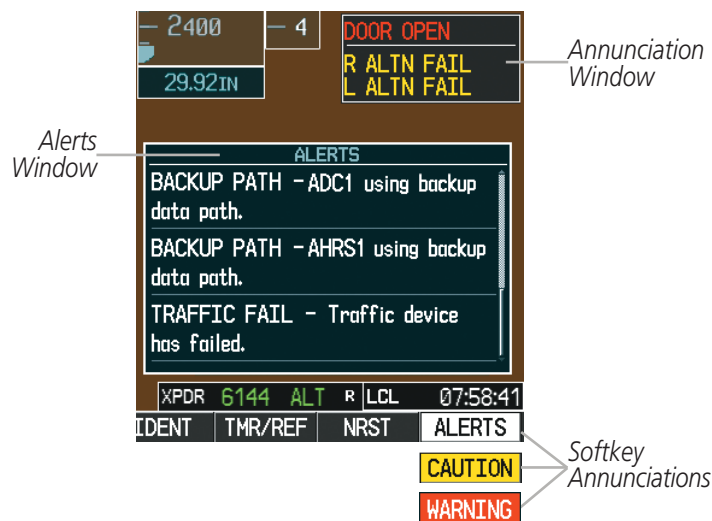 2400
4
29.92IN
DOOR OPEN
R ALTN FAIL
L ALTN FAIL
Annunciation
Window
Alerts
Window
ALERTS
BACKUP PATH – ADC1 using backup
data path.
BACKUP PATH – AHRS1 using backup
data path.
TRAFFIC FAIL – Traffic device
has failed.
XPDR 6144 ALT R LCL 07:58:41
IDENT TMR/REF NRST ALERTS
CAUTION
WARNING
Softkey
Annunciations